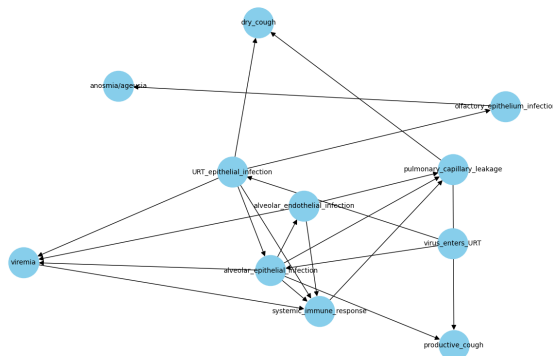 dry_cough
anosmia/ageusia
olfactory_epithelium_infection
URT_epithelial_infection
pulmonary_capillary_leakage
alveolar_endothelial_infection
virus_enters_URT
viremia
alveolar_epithelial_infection
systemic_immune_response
productive_cough